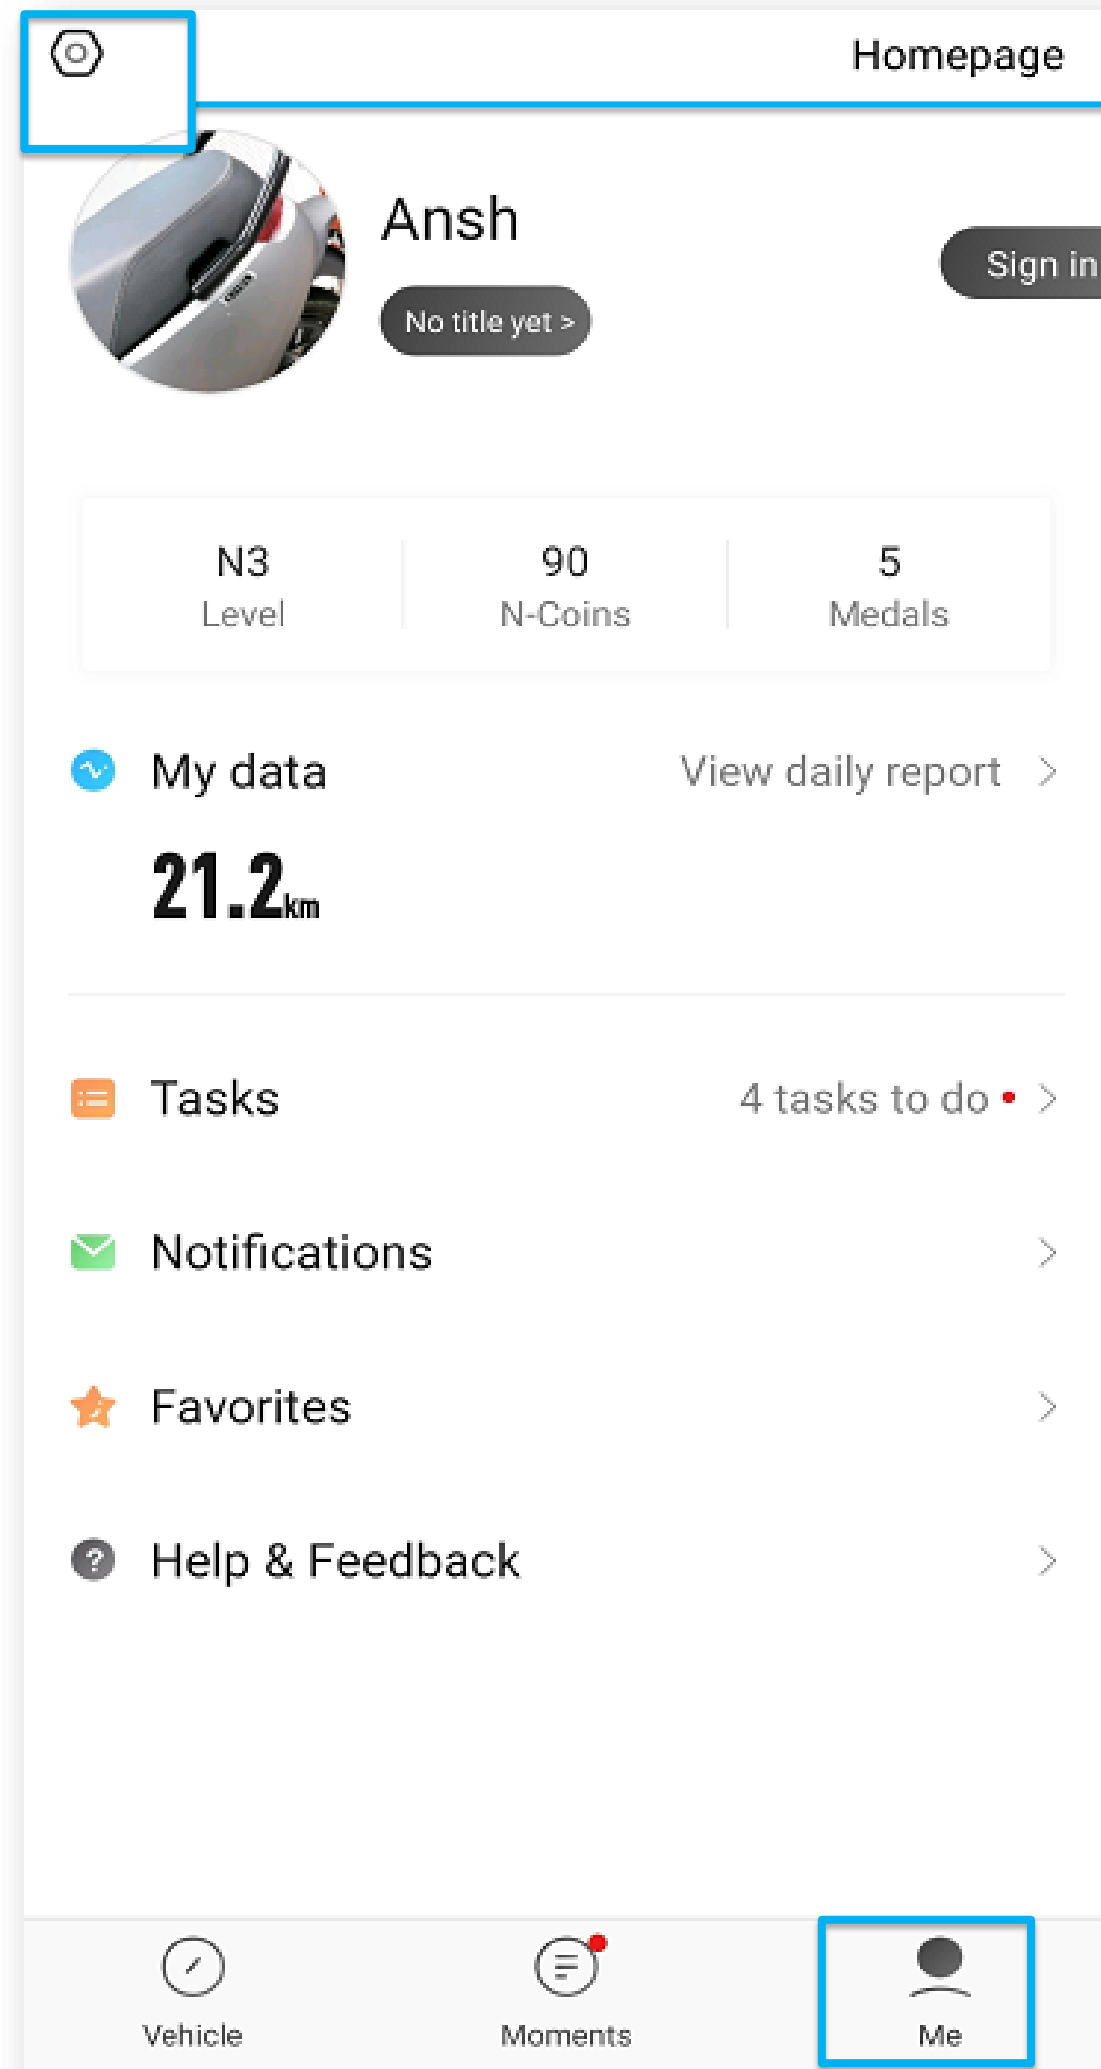 Homepage
Ansh
Sign in
No title yet >
N3
Level
90
N-Coins
5
Medals
My data
View daily report
21.2km
Tasks
4 tasks to do
Notifications
Favorites
Help & Feedback
Vehicle
Moments
Me